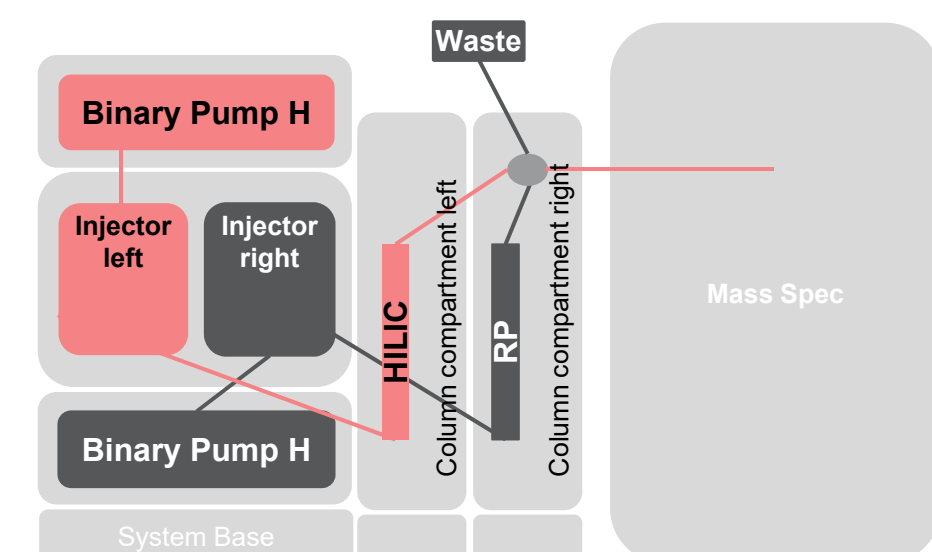 Waste
Binary Pump H
Injector
left
Injector
right
HILIC
Column compartment left
RP
Column compartment right
Mass Spec
Binary Pump H
System Base